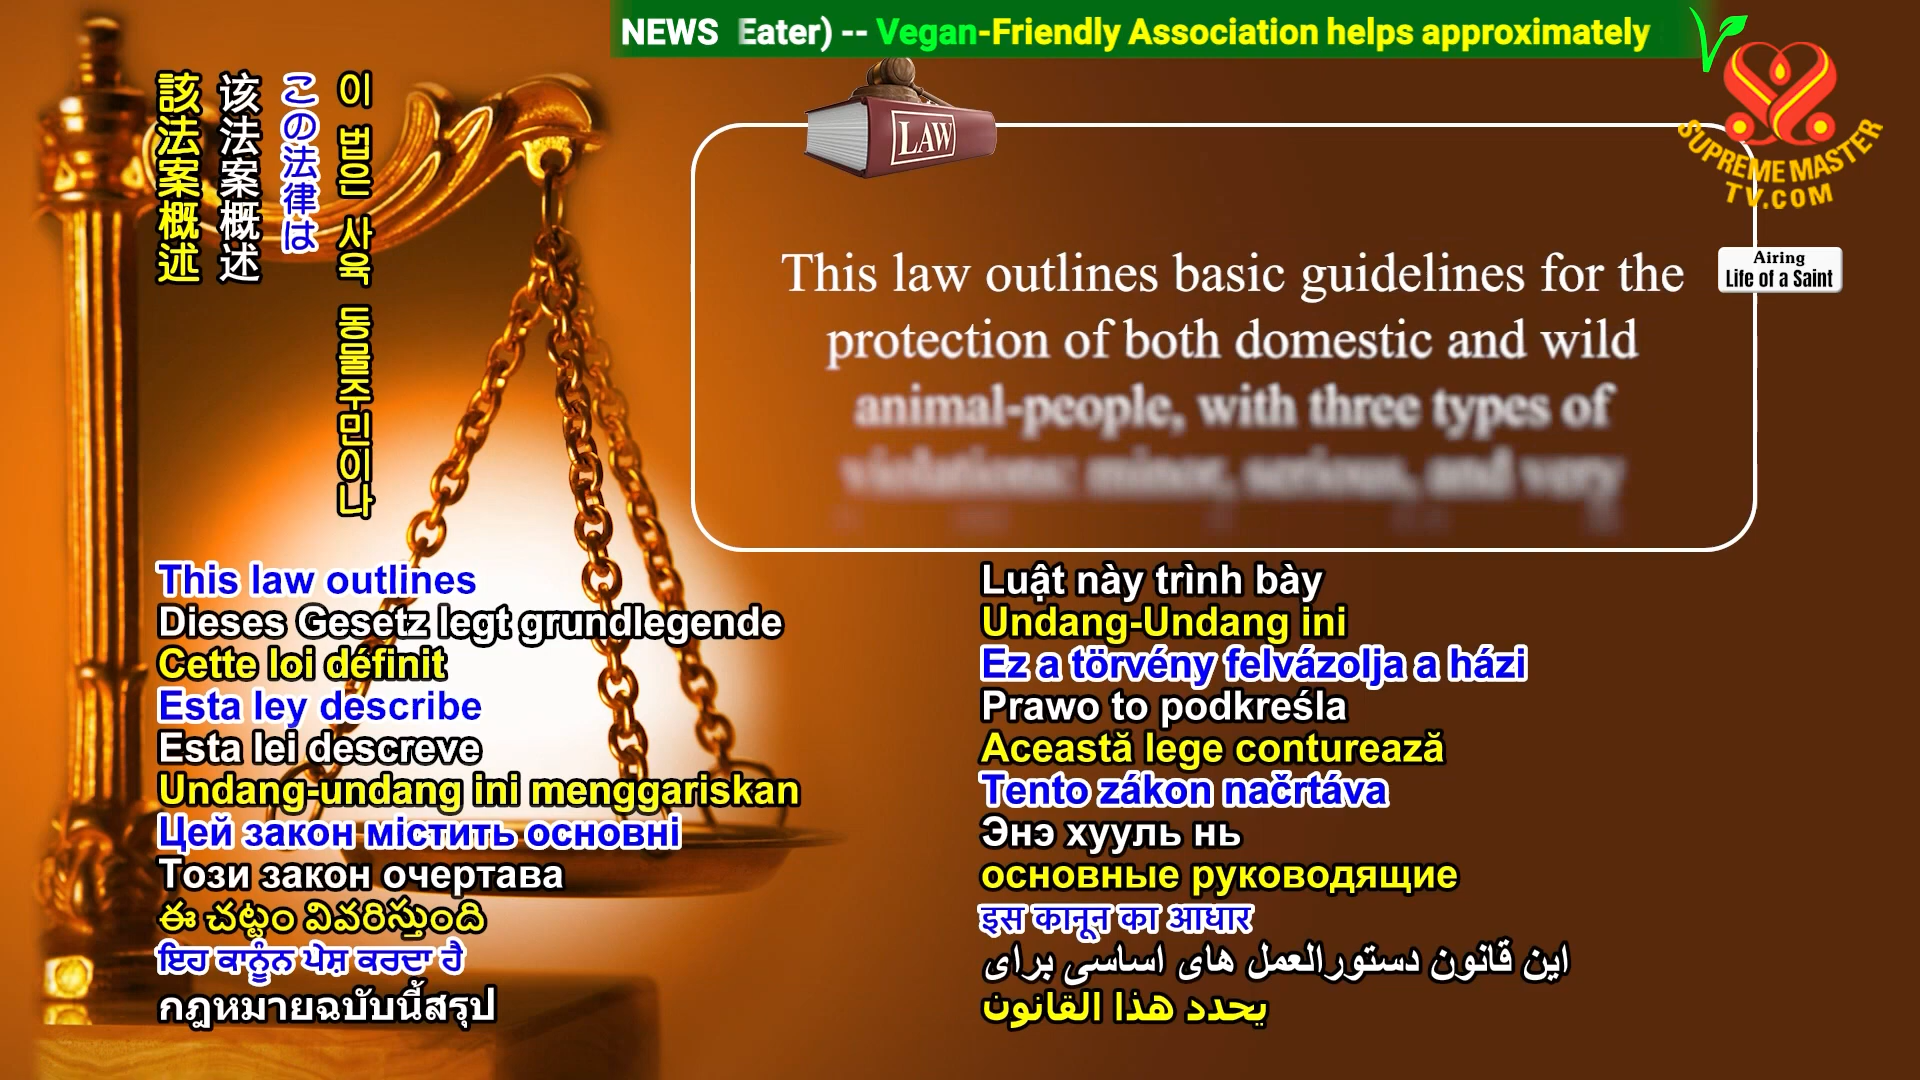 NEWS Eater) -- Vegan-Friendly Association helps approximately
SUPREME MASTER
TV.COM
LAW
Airing
Life of a Saint
This law outlines basic guidelines for the
protection of both domestic and wild
animal-people, with three types of
violations: minor, serious, and very
該法案概述
该法案概述
この法律は
이 법은 사육 동물주민이나
This law outlines
Dieses Gesetz legt grundlegende
Cette loi définit
Esta ley describe
Esta lei descreve
Undang-undang ini menggariskan
Цей закон містить основні
Този закон очертава
ఈ చట్టం వివరిస్తుంది
ਇਹ ਕਾਨੂੰਨ ਪੇਸ਼ ਕਰਦਾ ਹੈ
กฎหมายฉบับนี้สรุป
Luật này trình bày
Undang-Undang ini
Ez a törvény felvázolja a házi
Prawo to podkreśla
Această lege conturează
Tento zákon načrtáva
Энэ хууль нь
основные руководящие
इस कानून का आधार
این قانون دستورالعمل های اساسی برای
يحدد هذا القانون